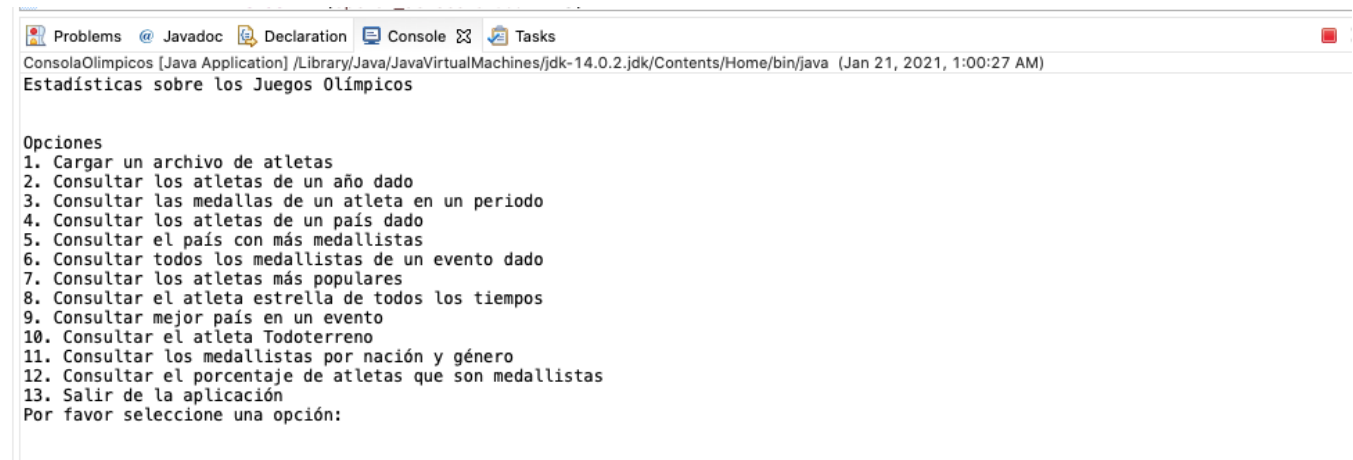 Problems @ Javadoc Declaration Console Tasks
ConsolaOlimpicos [Java Application] /Library/Java/JavaVirtualMachines/jdk-14.0.2.jdk/Contents/Home/bin/java (Jan 21, 2021, 1:00:27 AM)
Estadísticas sobre los Juegos Olímpicos
Opciones
1. Cargar un archivo de atletas
2. Consultar los atletas de un año dado
3. Consultar las medallas de un atleta en un periodo
4. Consultar los atletas de un país dado
5. Consultar el país con más medallistas
6. Consultar todos los medallistas de un evento dado
7. Consultar los atletas más populares
8. Consultar el atleta estrella de todos los tiempos
9. Consultar mejor país en un evento
10. Consultar el atleta Todoterreno
11. Consultar los medallistas por nación y género
12. Consultar el porcentaje de atletas que son medallistas
13. Salir de la aplicación
Por favor seleccione una opción: